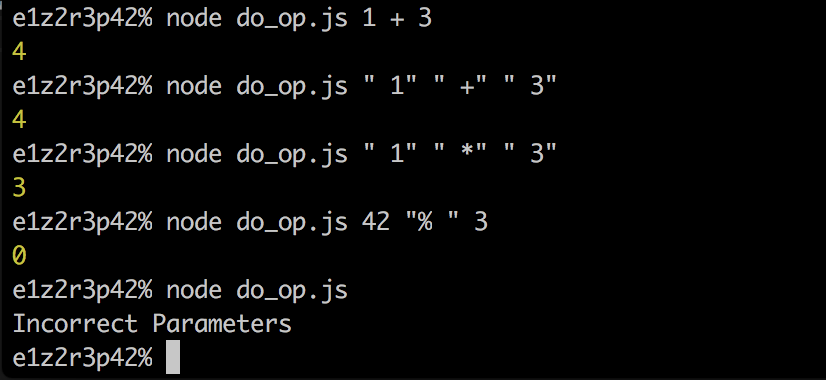 e1z2r3p42% node do_op.js 1 + 3
4
e1z2r3p42% node do_op.js " 1" " +" " 3"
4
e1z2r3p42% node do_op.js " 1" " *" " 3"
3
e1z2r3p42% node do_op.js 42 "% " 3
0
e1z2r3p42% node do_op.js
Incorrect Parameters
e1z2r3p42%